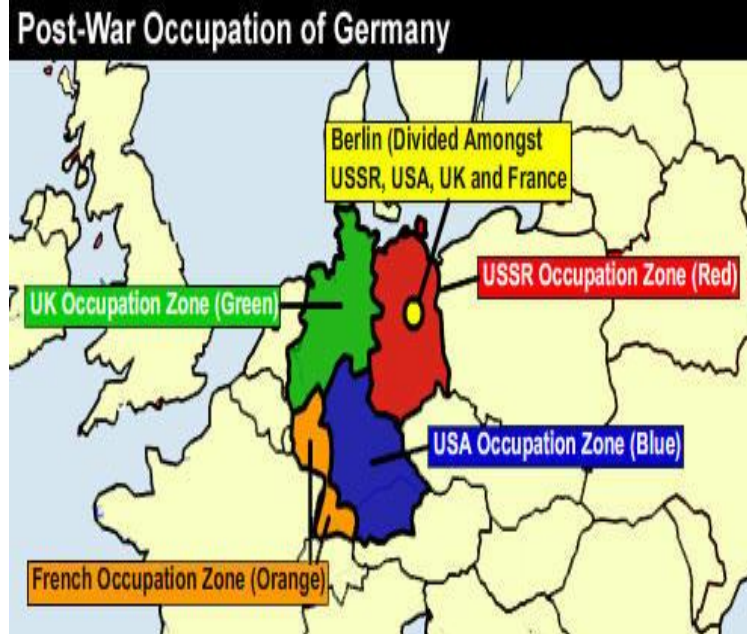 Post-War Occupation of Germany
Berlin (Divided Amongst
USSR, USA, UK and France
USSR Occupation Zone (Red)
UK Occupation Zone (Green)
USA Occupation Zone (Blue)
French Occupation Zone (Orange)